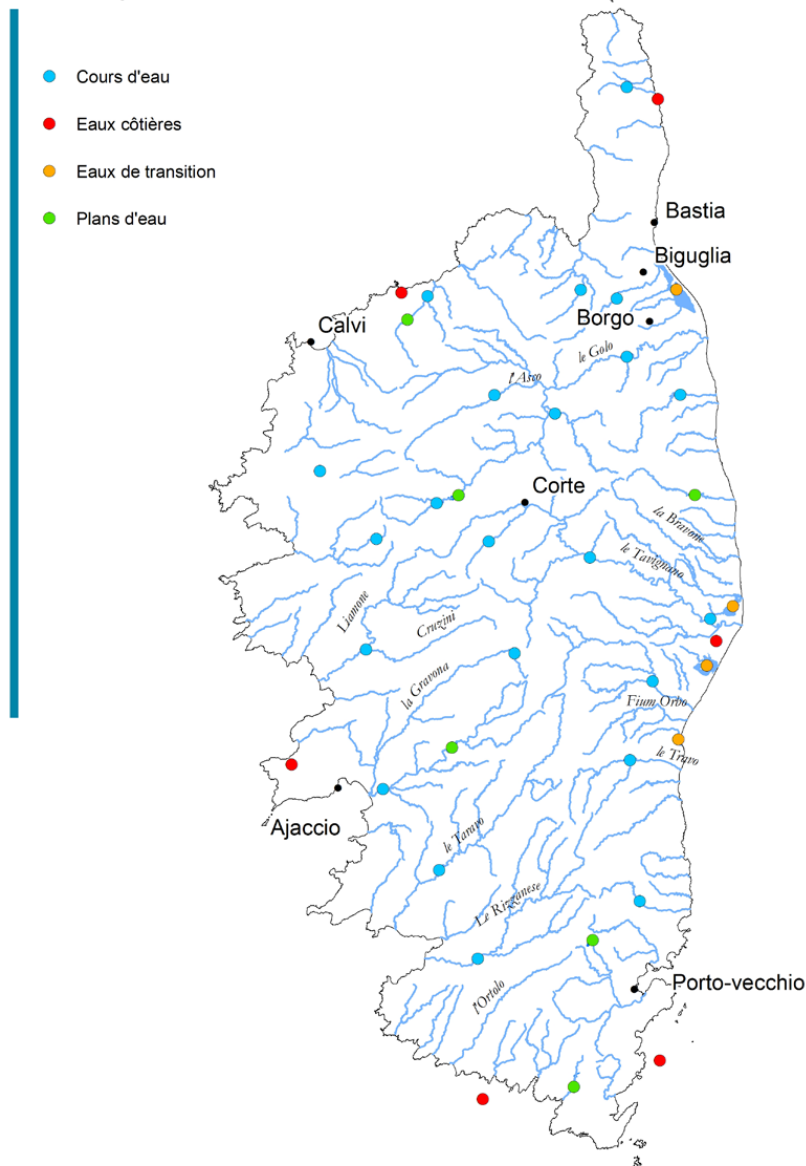 Cours d'eau
Eaux côtières
Eaux de transition
Plans d'eau
Bastia
Biguglia
Borgo
Calvi
le Golo
l'Asco
Corte
la Bravone
le Tavignano
Liamone
Cruzini
la Gravona
Fium Orbo
le Travo
Ajaccio
le Taravo
Le Rizzanese
Porto-vecchio
l'Ortolo